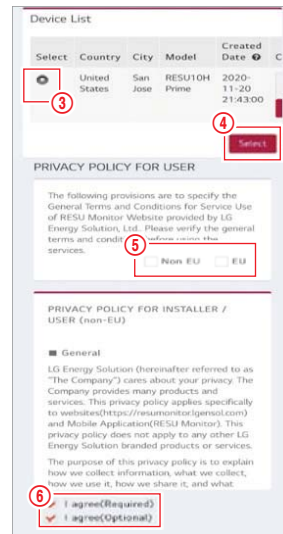 Device List
Select Country City Model Created Date ? C
United States San Jose RESU10H Prime 2020-11-20 21:43:00
③
④
Select
PRIVACY POLICY FOR USER
The following provisions are to specify the
General Terms and Conditions for Service Use
of RESU Monitor Website provided by LG
Energy Solution, Ltd.. Please verify the general
terms and condit before using the
services.
⑤
Non EU EU
PRIVACY POLICY FOR INSTALLER /
USER (non-EU)
■ General
LG Energy Solution (hereinafter referred to as
"The Company") cares about your privacy. The
Company provides many products and
services. This privacy policy applies specifically
to websites(https://resumonitor.lgensol.com)
and Mobile Application(RESU Monitor). This
privacy policy does not apply to any other LG
Energy Solution branded products or services.
The purpose of this privacy policy is to explain
how we collect information, what we collect,
how we use it, how we share it, and what
⑥
I agree(Required)
I agree(Optional)